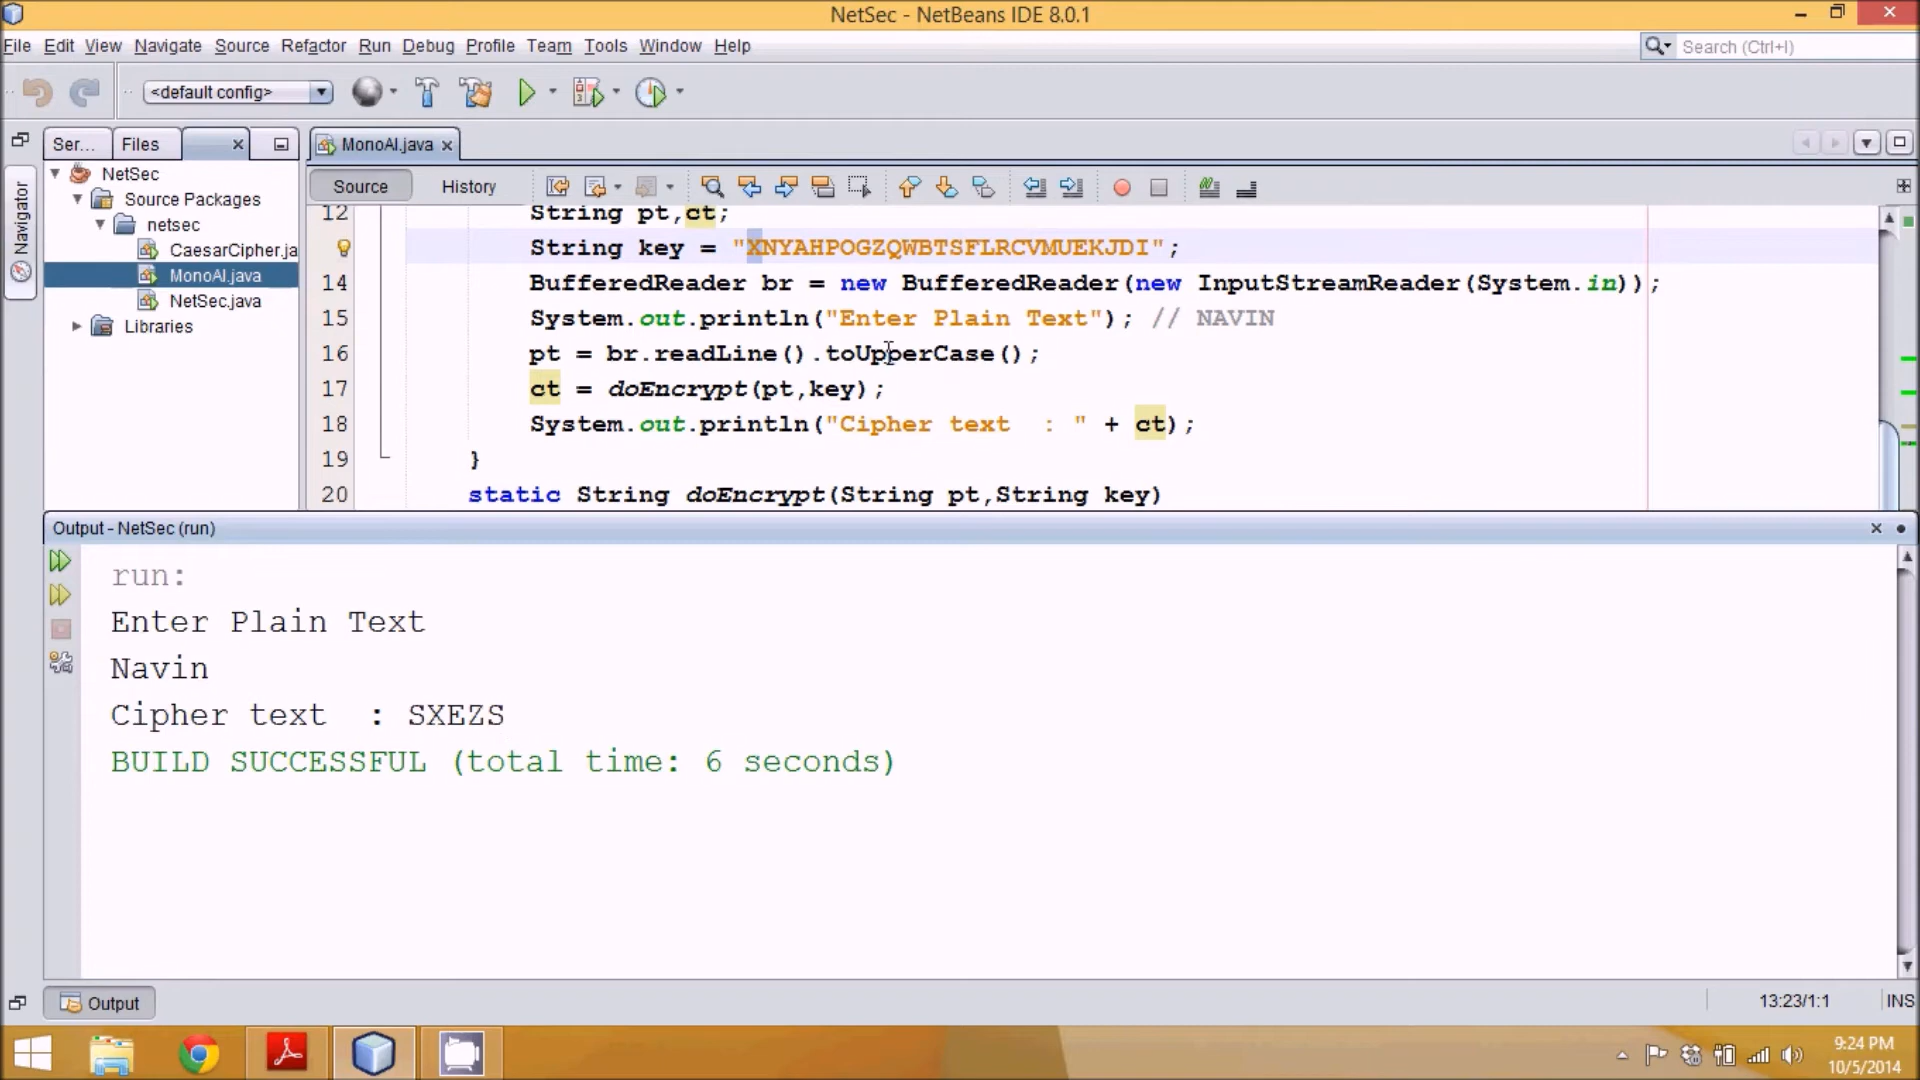 NetSec - NetBeans IDE 8.0.1
File Edit View Navigate Source Refactor Run Debug Profile Team Tools Window Help
Search (Ctrl+I)
<default config>
Ser... Files
MonoAl.java
Navigator
NetSec
Source Packages
netsec
CaesarCipher.ja
MonoAl.java
NetSec.java
Libraries
Source History
12 String pt,ct;
String key = "XNYAHPOGZQWBTSFLRCVMUEKJDI";
14 BufferedReader br = new BufferedReader(new InputStreamReader(System.in));
15 System.out.println("Enter Plain Text"); // NAVIN
16 pt = br.readLine().toUpperCase();
17 ct = doEncrypt(pt,key);
18 System.out.println("Cipher text  : " + ct);
19 }
20 static String doEncrypt(String pt,String key)
Output - NetSec (run)
run:
Enter Plain Text
Navin
Cipher text  : SXEZS
BUILD SUCCESSFUL (total time: 6 seconds)
Output
13:23/1:1 INS
9:24 PM
10/5/2014